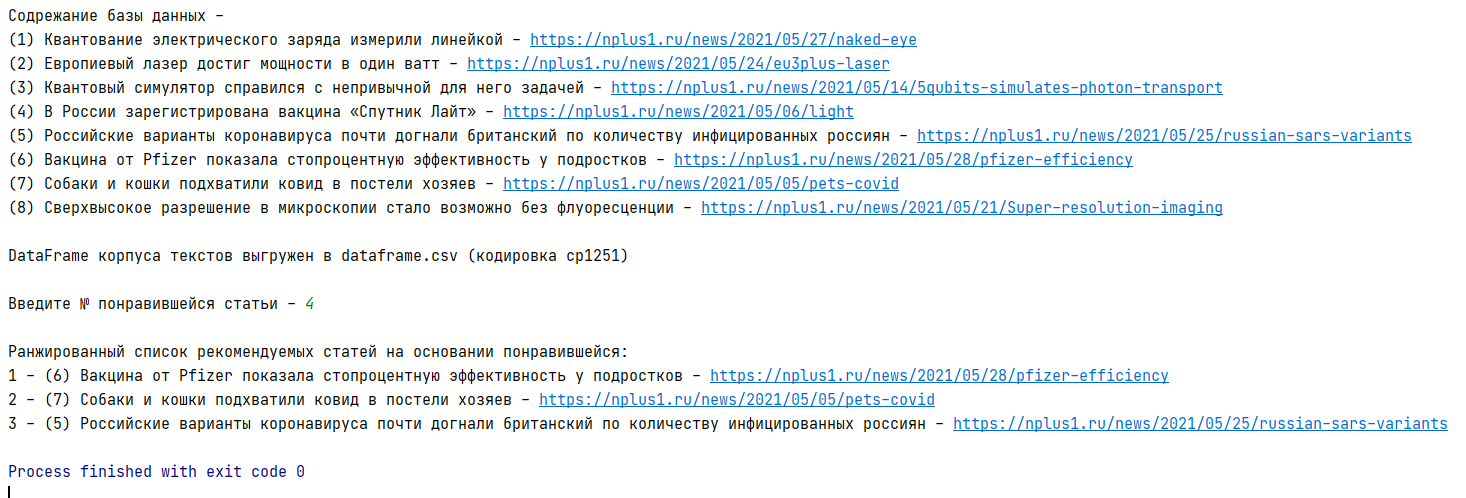 Содрежание базы данных –
(1) Квантование электрического заряда измерили линейкой – https://nplus1.ru/news/2021/05/27/naked-eye
(2) Европиевый лазер достиг мощности в один ватт – https://nplus1.ru/news/2021/05/24/eu3plus-laser
(3) Квантовый симулятор справился с непривычной для него задачей – https://nplus1.ru/news/2021/05/14/5qubits-simulates-photon-transport
(4) В России зарегистрирована вакцина «Спутник Лайт» – https://nplus1.ru/news/2021/05/06/light
(5) Российские варианты коронавируса почти догнали британский по количеству инфицированных россиян – https://nplus1.ru/news/2021/05/25/russian-sars-variants
(6) Вакцина от Pfizer показала стопроцентную эффективность у подростков – https://nplus1.ru/news/2021/05/28/pfizer-efficiency
(7) Собаки и кошки подхватили ковид в постели хозяев – https://nplus1.ru/news/2021/05/05/pets-covid
(8) Сверхвысокое разрешение в микроскопии стало возможно без флуоресценции – https://nplus1.ru/news/2021/05/21/Super-resolution-imaging
DataFrame корпуса текстов выгружен в dataframe.csv (кодировка cp1251)
Введите № понравившейся статьи – 4
Ранжированный список рекомендуемых статей на основании понравившейся:
1 – (6) Вакцина от Pfizer показала стопроцентную эффективность у подростков – https://nplus1.ru/news/2021/05/28/pfizer-efficiency
2 – (7) Собаки и кошки подхватили ковид в постели хозяев – https://nplus1.ru/news/2021/05/05/pets-covid
3 – (5) Российские варианты коронавируса почти догнали британский по количеству инфицированных россиян – https://nplus1.ru/news/2021/05/25/russian-sars-variants
Process finished with exit code 0